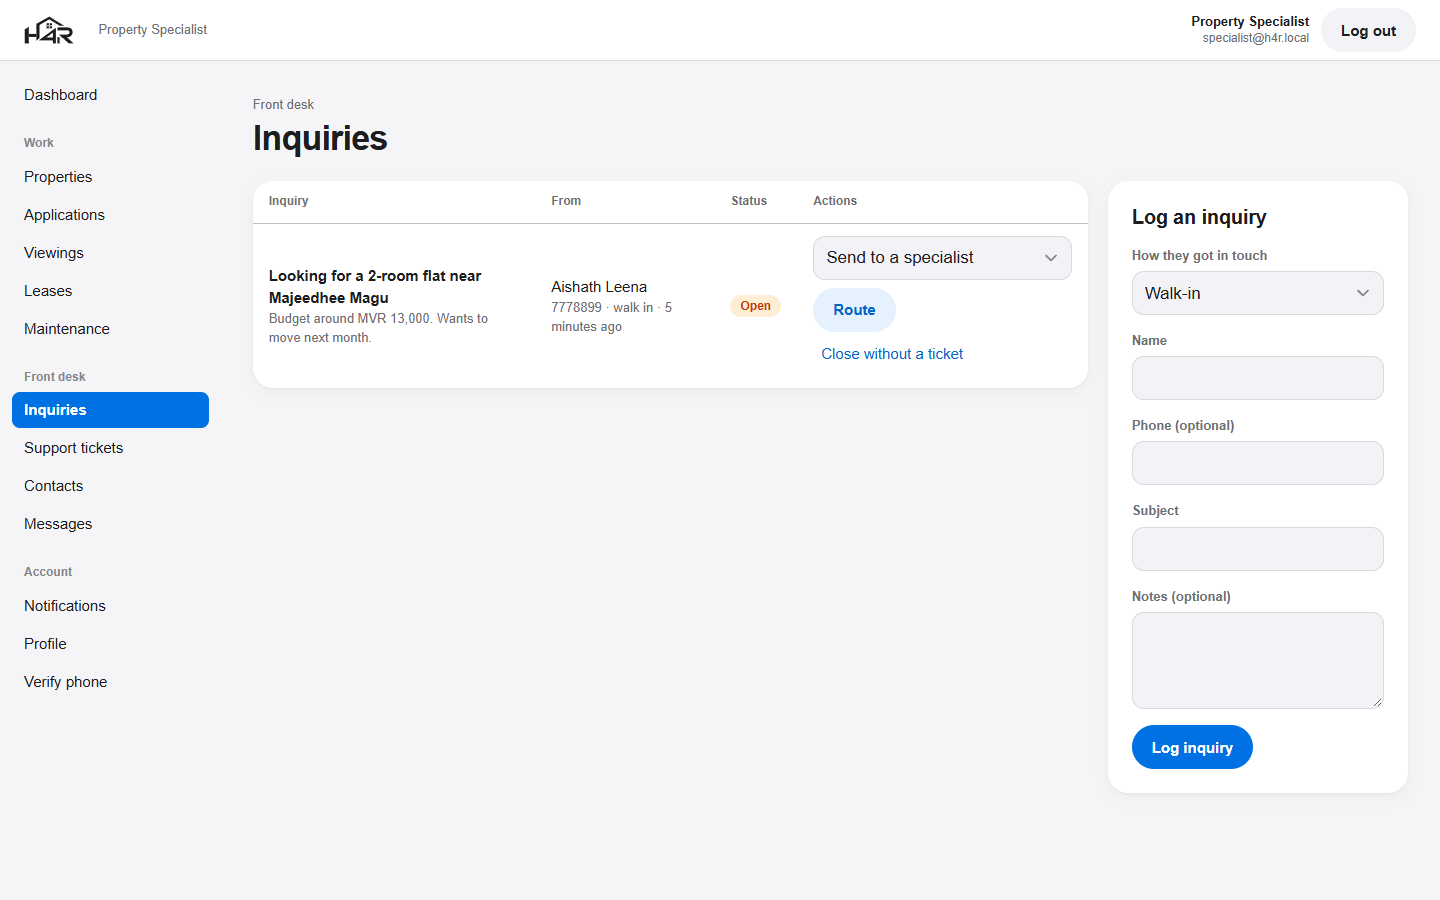 H4R
Property Specialist
Property Specialist
specialist@h4r.local
Log out
Dashboard
Work
Properties
Applications
Viewings
Leases
Maintenance
Front desk
Inquiries
Support tickets
Contacts
Messages
Account
Notifications
Profile
Verify phone
Front desk
Inquiries
Inquiry
From
Status
Actions
Looking for a 2-room flat near
Majeedhee Magu
Budget around MVR 13,000. Wants to
move next month.
Aishath Leena
7778899 · walk in · 5
minutes ago
Open
Send to a specialist
Route
Close without a ticket
Log an inquiry
How they got in touch
Walk-in
Name
Phone (optional)
Subject
Notes (optional)
Log inquiry